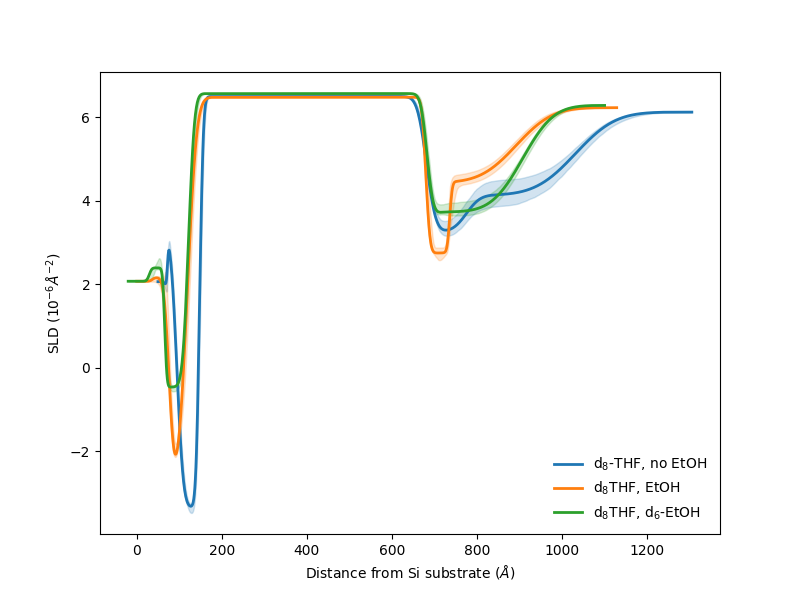 6
4
2
0
−2
SLD (10⁻⁶Å⁻²)
d₈-THF, no EtOH
d₈THF, EtOH
d₈THF, d₆-EtOH
0 200 400 600 800 1000 1200
Distance from Si substrate (Å)